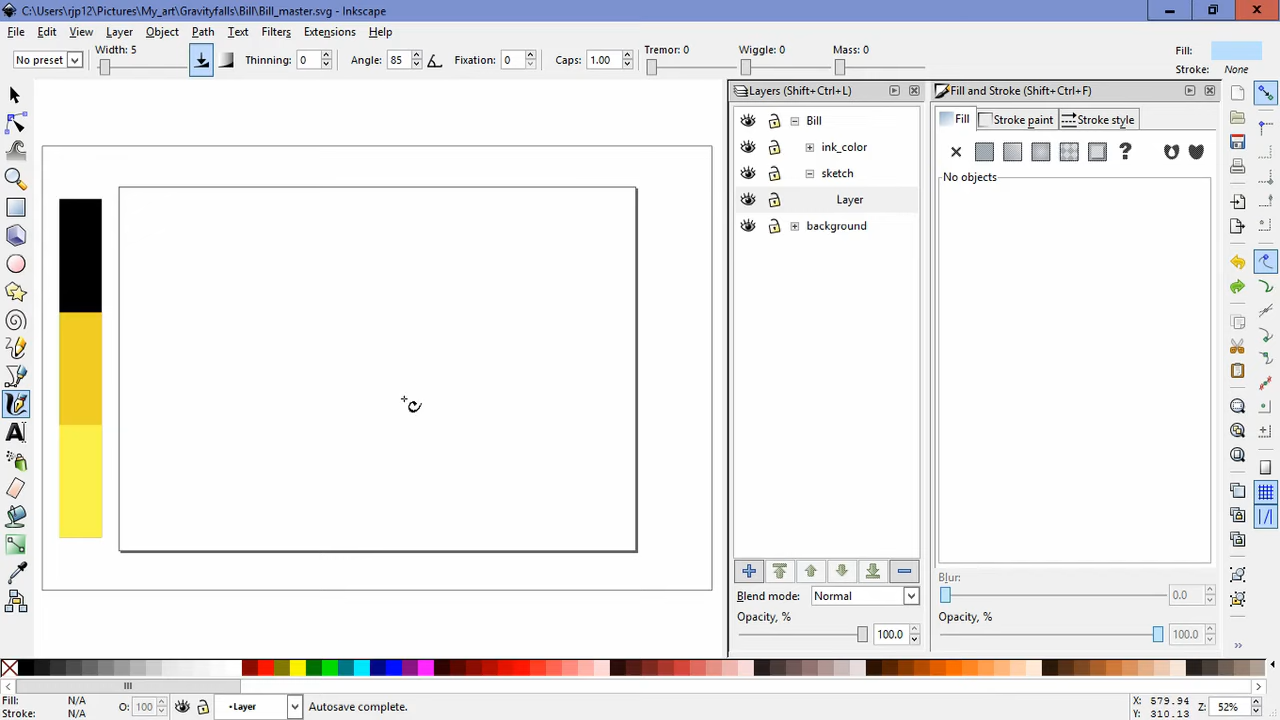 C:\Users\rjp12\Pictures\My_art\Gravityfalls\Bill\Bill_master.svg - Inkscape
File Edit View Layer Object Path Text Filters Extensions Help
No preset Width: 5 Thinning: 0 Angle: 85 Fixation: 0 Caps: 1.00 Tremor: 0 Wiggle: 0 Mass: 0 Fill:
Stroke: None
Layers (Shift+Ctrl+L) Fill and Stroke (Shift+Ctrl+F)
Bill Fill Stroke paint Stroke style
ink_color
sketch No objects
Layer
background
Blur: 0.0
Blend mode: Normal
Opacity, % Opacity, %
100.0 100.0
Fill: N/A O: 100 •Layer Autosave complete. X: 579.94 Z: 52%
Stroke: N/A Y: 310.13